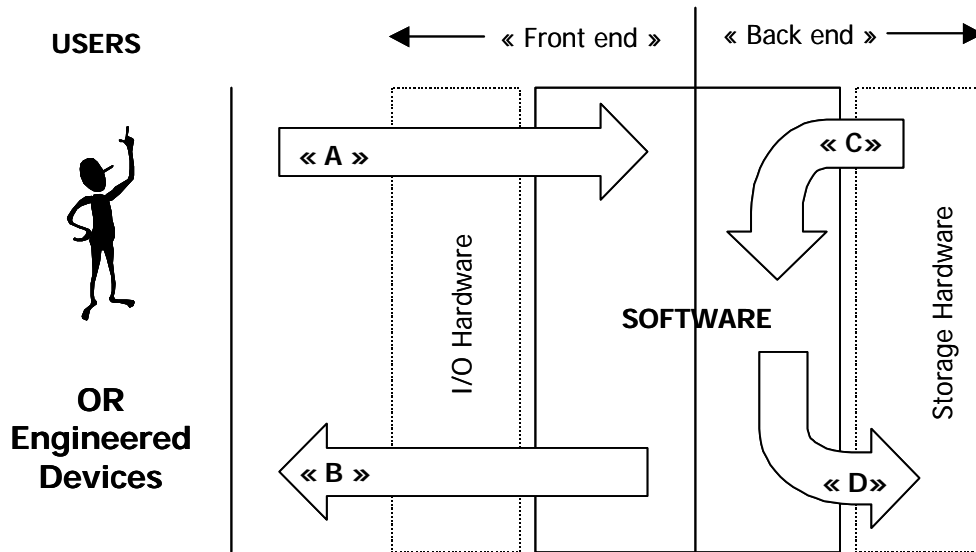 USERS
« Front end »
« Back end »
« A »
« C»
I/O Hardware
SOFTWARE
Storage Hardware
OR
Engineered
Devices
« B »
« D»